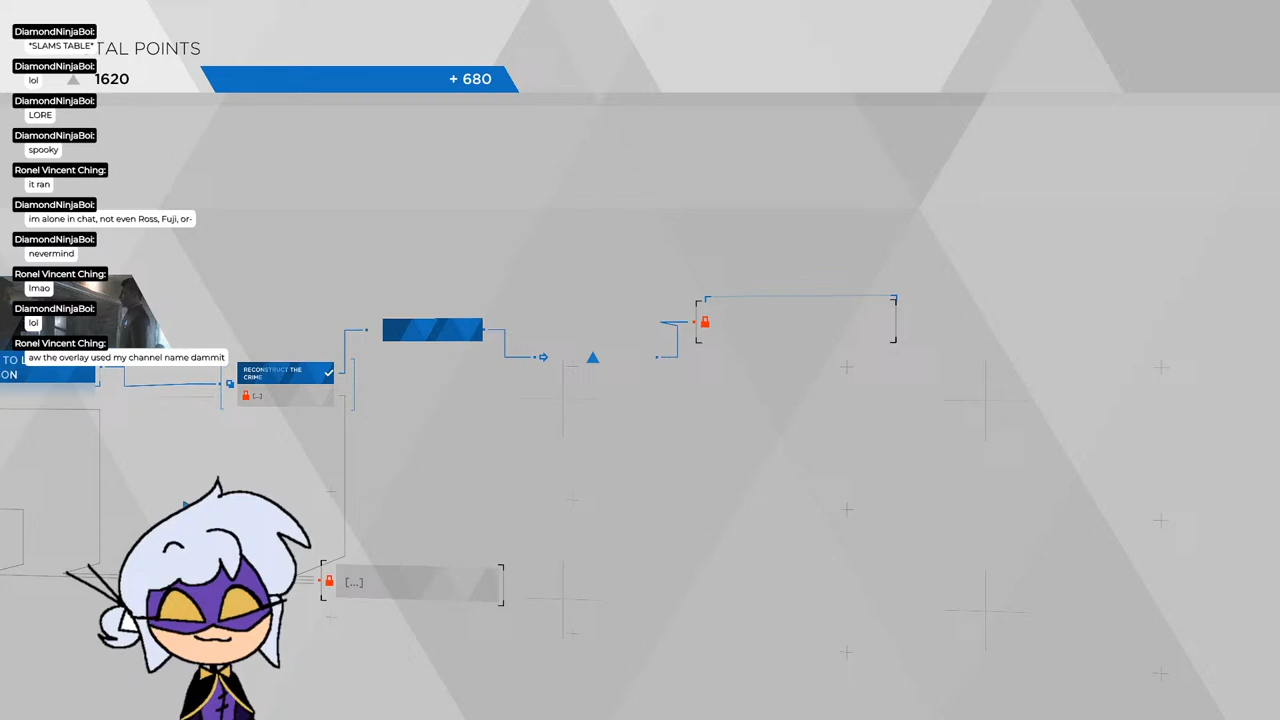 DiamondNinjaBoi:
*SLAMS TABLE*
TAL POINTS
DiamondNinjaBoi:
lol
1620
+ 680
DiamondNinjaBoi:
LORE
DiamondNinjaBoi:
spooky
Ronel Vincent Ching:
it ran
DiamondNinjaBoi:
im alone in chat, not even Ross, Fuji, or-
DiamondNinjaBoi:
nevermind
Ronel Vincent Ching:
lmao
DiamondNinjaBoi:
lol
Ronel Vincent Ching:
aw the overlay used my channel name dammit
TO L
ON
RECONSTRUCT THE
CRIME
[...]
[...]